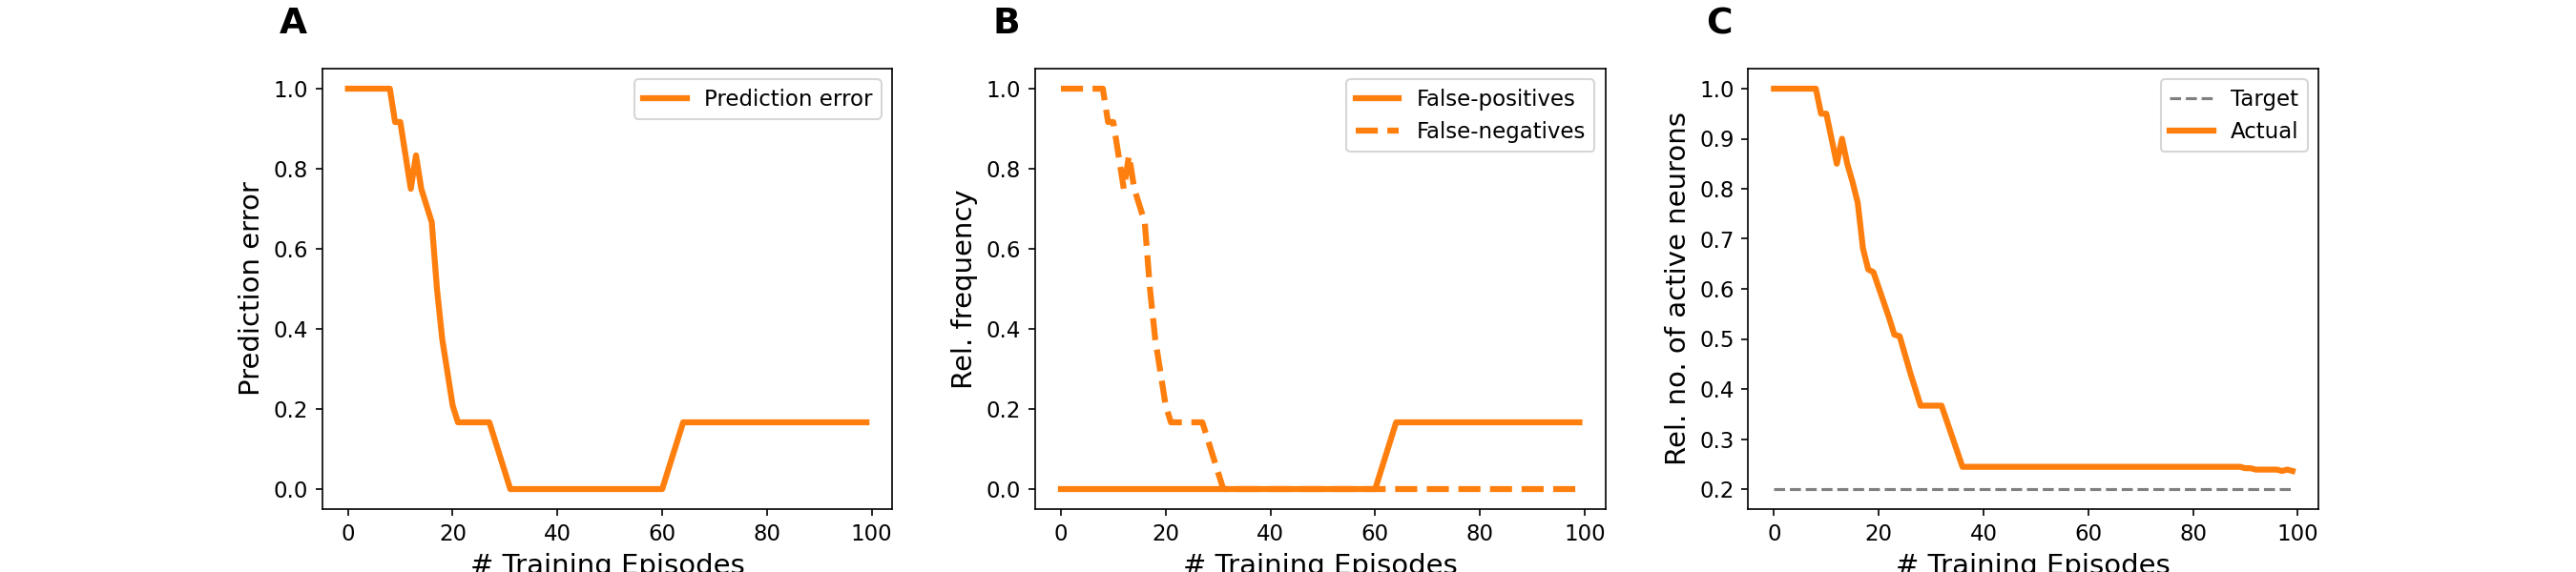 A
B
C
Prediction error
1.0
0.8
0.6
0.4
0.2
0.0
0
20
40
60
80
100
Prediction error
# Training Episodes
Rel. frequency
1.0
0.8
0.6
0.4
0.2
0.0
0
20
40
60
80
100
False-positives
False-negatives
# Training Episodes
Rel. no. of active neurons
1.0
0.9
0.8
0.7
0.6
0.5
0.4
0.3
0.2
0
20
40
60
80
100
Target
Actual
# Training Episodes